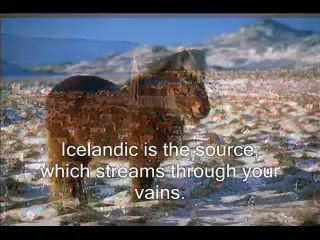 Icelandic is the source,
which streams through your
vains.